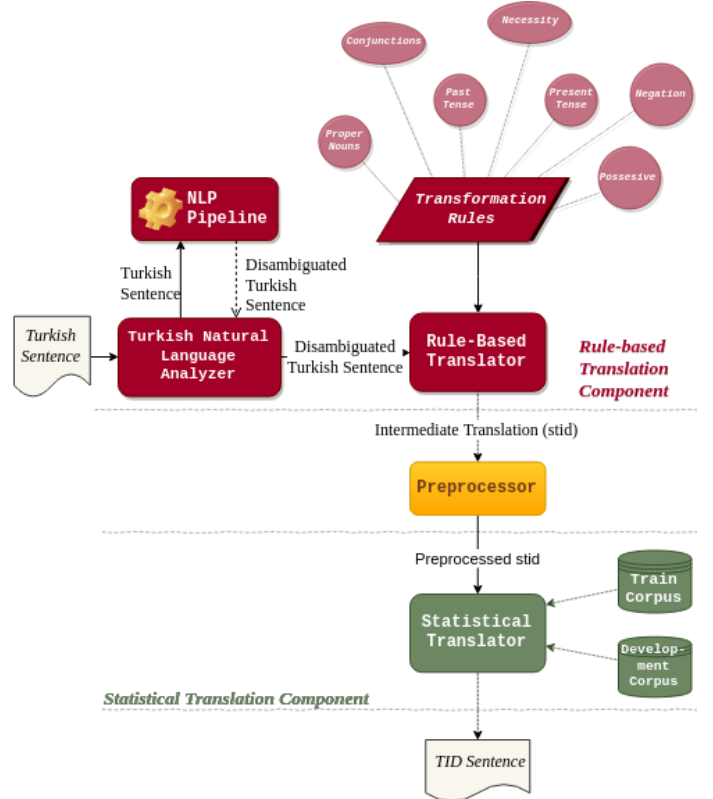 Necessity
Conjunctions
Past
Tense
Present
Tense
Negation
Proper
Nouns
Possesive
Transformation
Rules
NLP
Pipeline
Turkish
Sentence
Disambiguated
Turkish
Sentence
Turkish
Sentence
Turkish Natural
Language
Analyzer
Disambiguated
Turkish Sentence
Rule-Based
Translator
Rule-based
Translation
Component
Intermediate Translation (stid)
Preprocessor
Preprocessed stid
Statistical
Translator
Train
Corpus
Develop-
ment
Corpus
Statistical Translation Component
TID Sentence